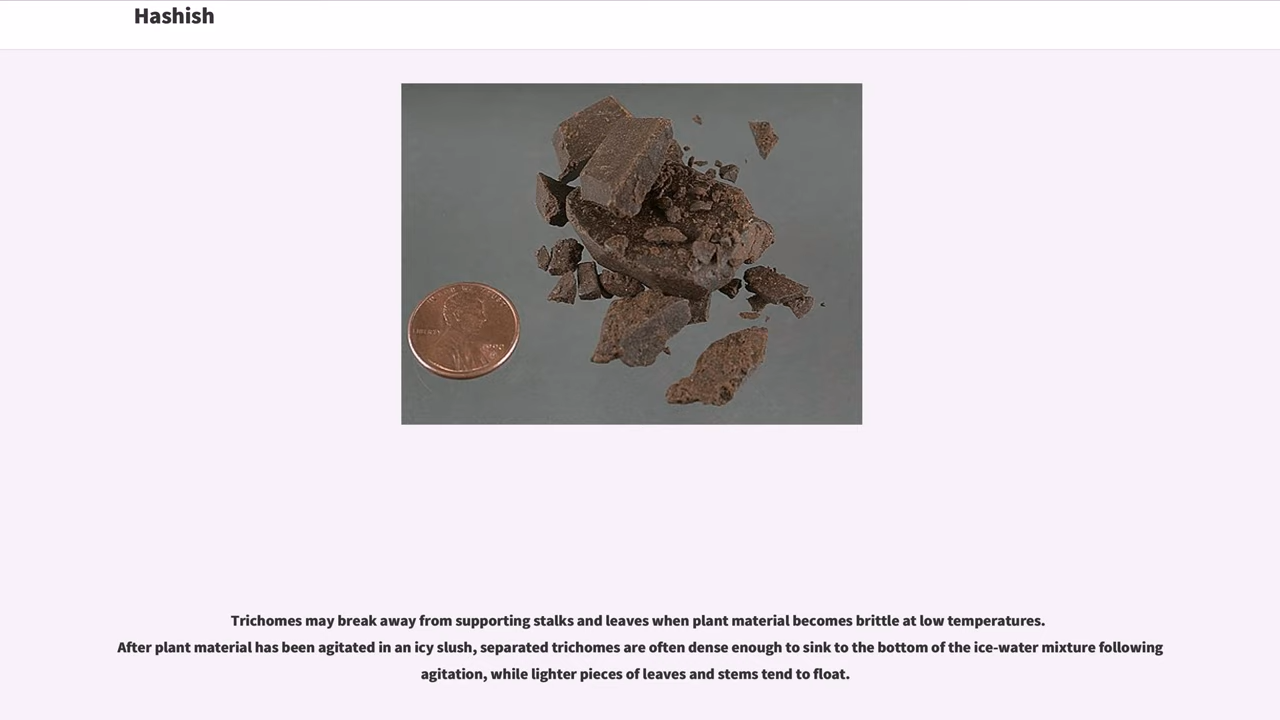 Hashish
LIBERTY
Trichomes may break away from supporting stalks and leaves when plant material becomes brittle at low temperatures.
After plant material has been agitated in an icy slush, separated trichomes are often dense enough to sink to the bottom of the ice-water mixture following
agitation, while lighter pieces of leaves and stems tend to float.